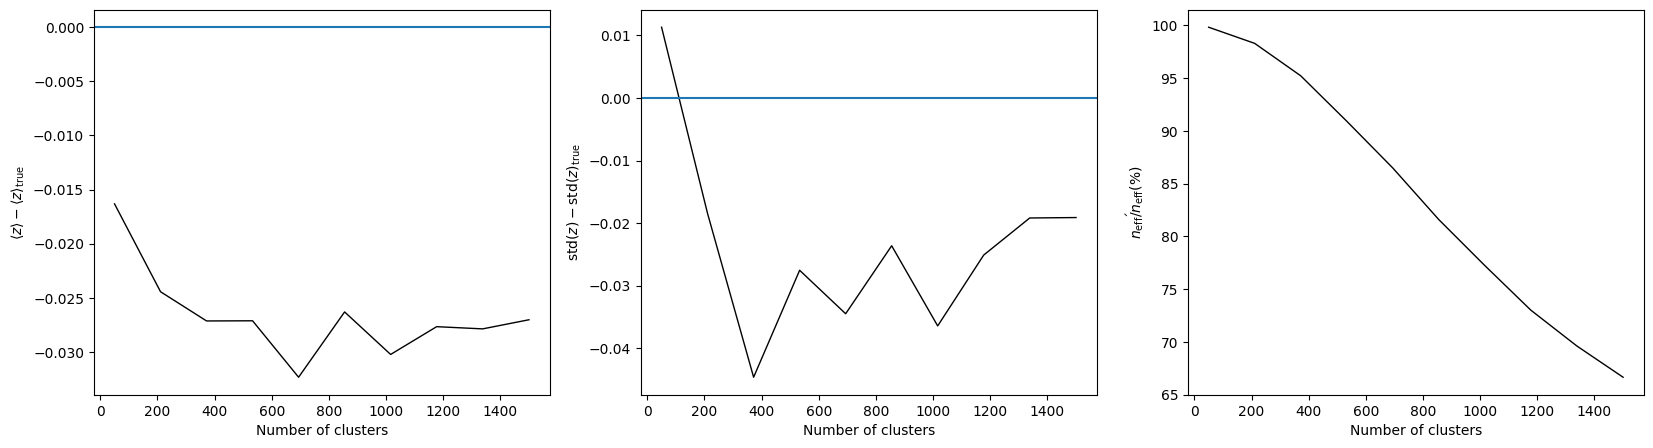 0.000
−0.005
−0.010
−0.015
−0.020
−0.025
−0.030
0 200 400 600 800 1000 1200 1400
Number of clusters
⟨z⟩ − ⟨z⟩true
0.01
0.00
−0.01
−0.02
−0.03
−0.04
0 200 400 600 800 1000 1200 1400
Number of clusters
std(z) − std(z)true
100
95
90
85
80
75
70
65
0 200 400 600 800 1000 1200 1400
Number of clusters
n′eff/neff(%)